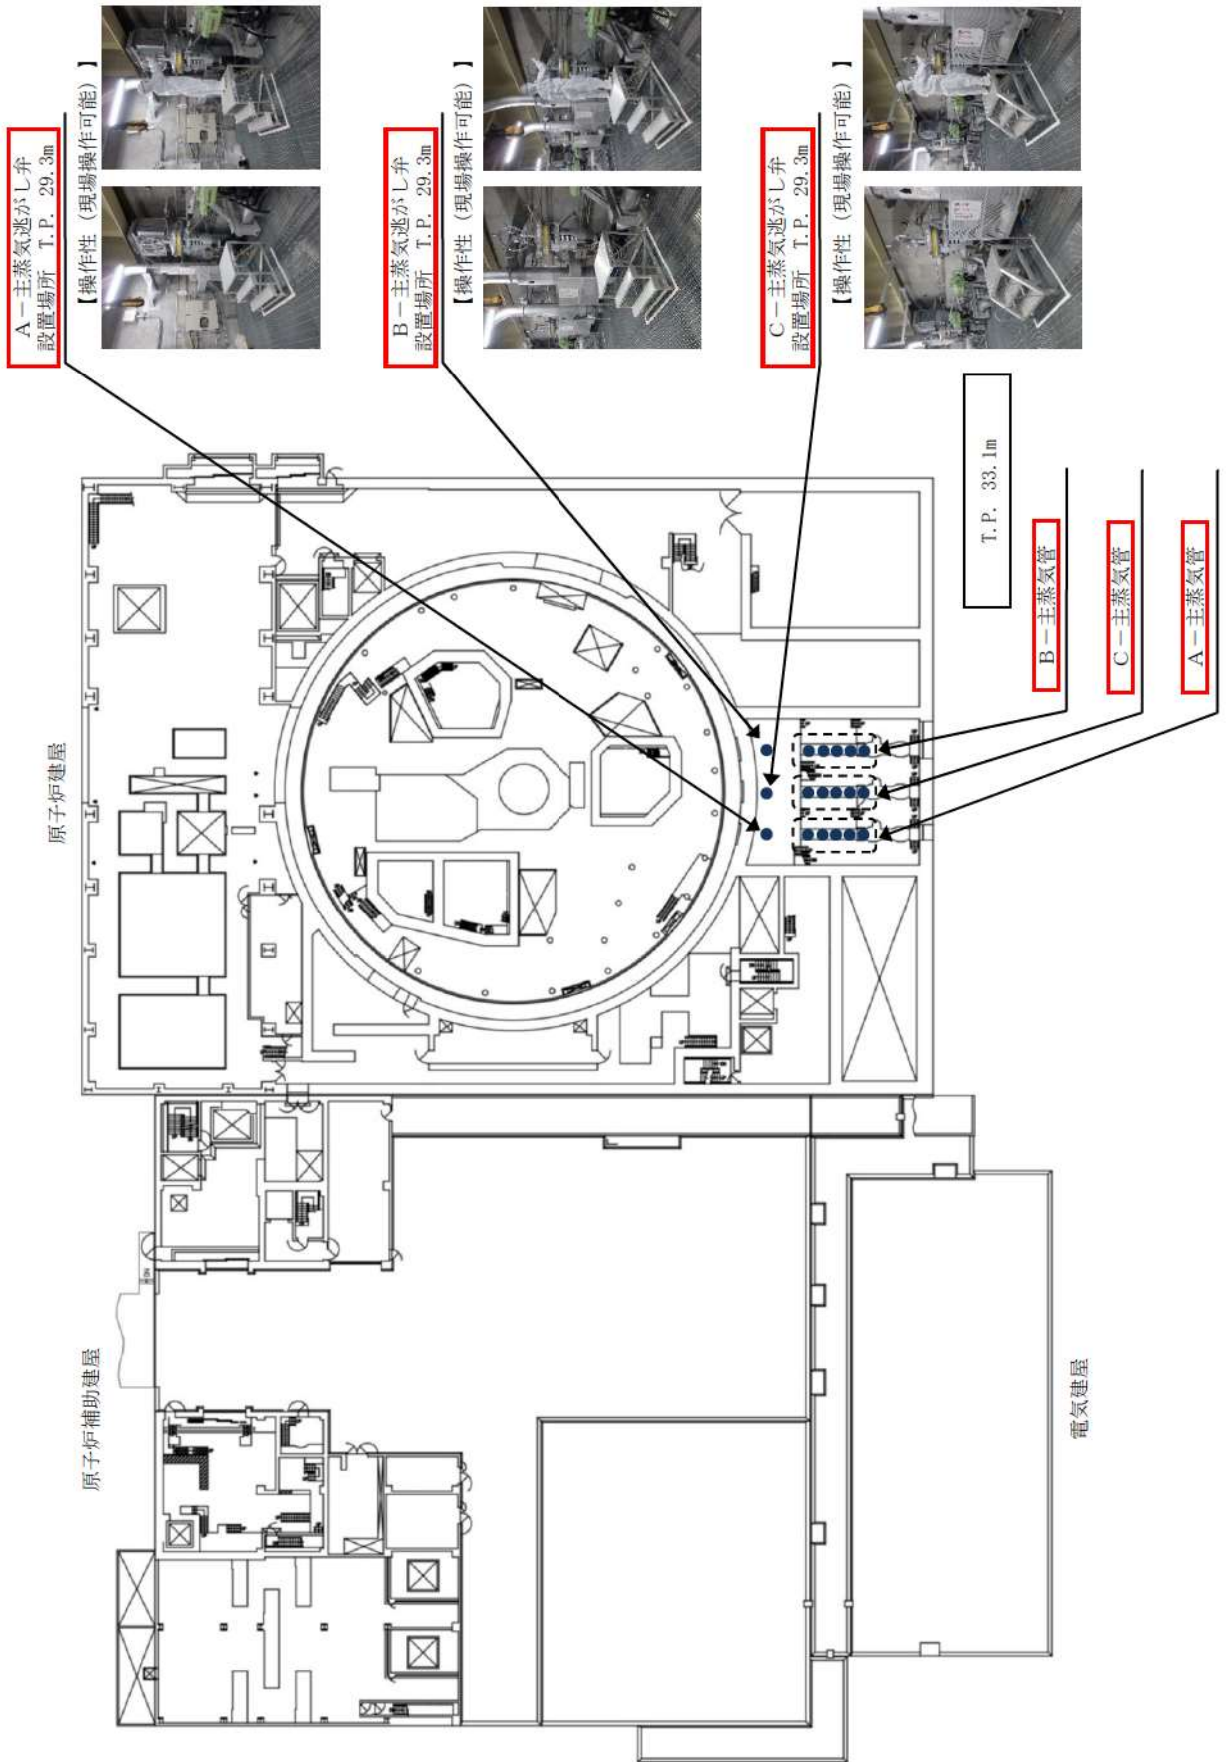 原子炉補助建屋
原子炉建屋
電気建屋
A－主蒸気逃がし弁
設置場所 T.P. 29.3m
【操作性（現場操作可能）】
B－主蒸気逃がし弁
設置場所 T.P. 29.3m
【操作性（現場操作可能）】
C－主蒸気逃がし弁
設置場所 T.P. 29.3m
【操作性（現場操作可能）】
T.P. 33.1m
B－主蒸気管
C－主蒸気管
A－主蒸気管